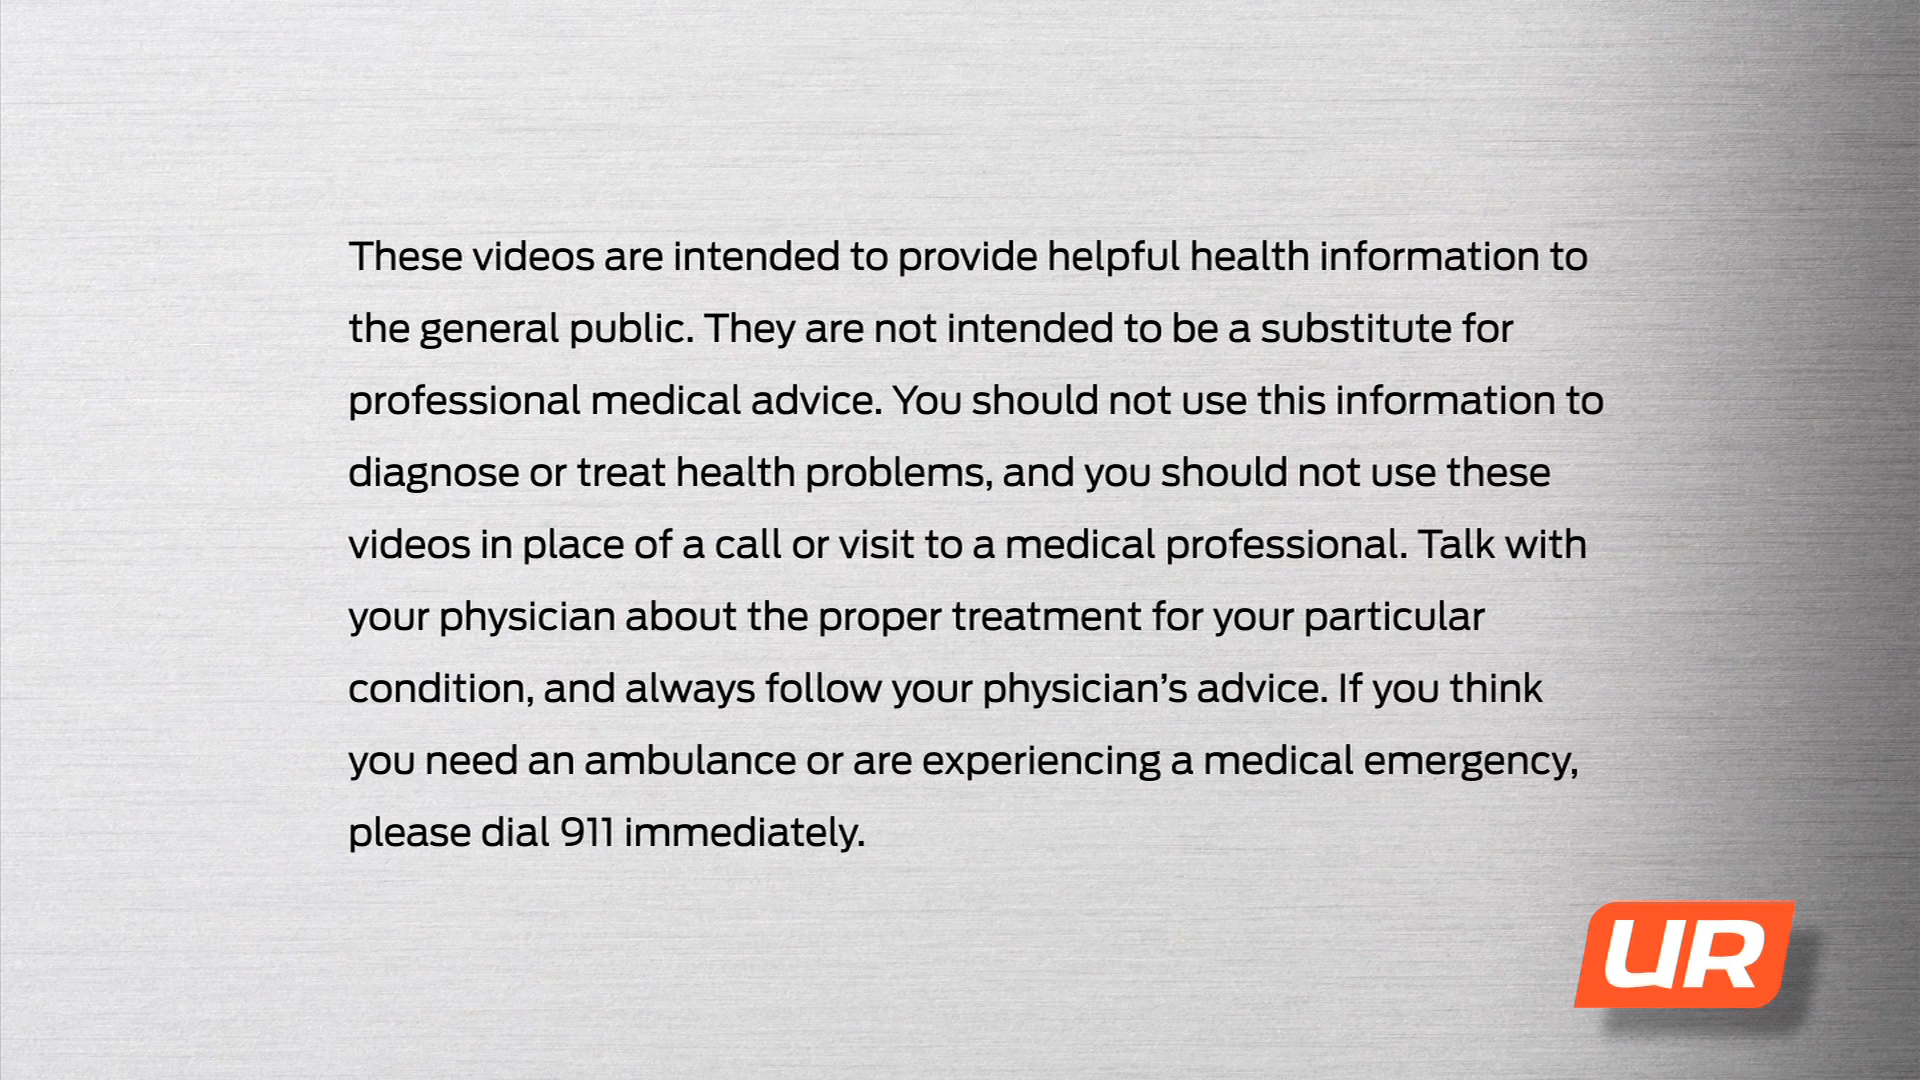 These videos are intended to provide helpful health information to
the general public. They are not intended to be a substitute for
professional medical advice. You should not use this information to
diagnose or treat health problems, and you should not use these
videos in place of a call or visit to a medical professional. Talk with
your physician about the proper treatment for your particular
condition, and always follow your physician’s advice. If you think
you need an ambulance or are experiencing a medical emergency,
please dial 911 immediately.
UR